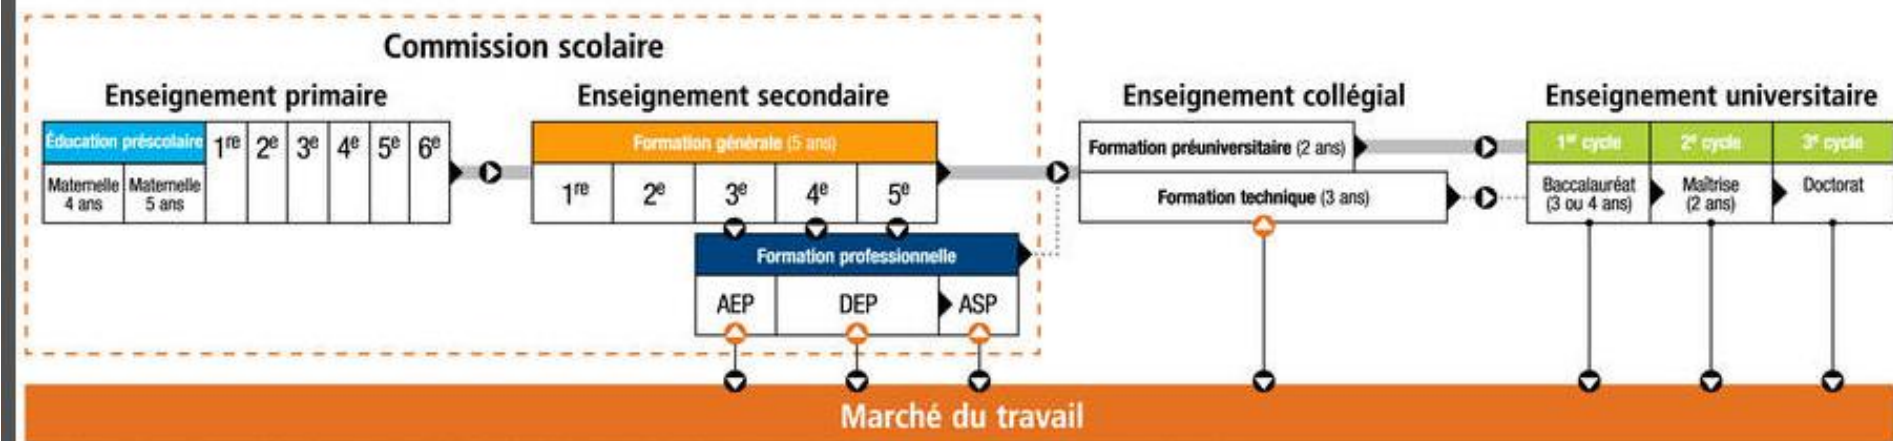 Commission scolaire
Enseignement primaire
Éducation préscolaire
1re 2e 3e 4e 5e 6e
Maternelle
4 ans
Maternelle
5 ans
Enseignement secondaire
Formation générale (5 ans)
1re 2e 3e 4e 5e
Formation professionnelle
AEP DEP ASP
Enseignement collégial
Formation préuniversitaire (2 ans)
Formation technique (3 ans)
Enseignement universitaire
1er cycle 2e cycle 3e cycle
Baccalauréat
(3 ou 4 ans)
Maîtrise
(2 ans)
Doctorat
Marché du travail